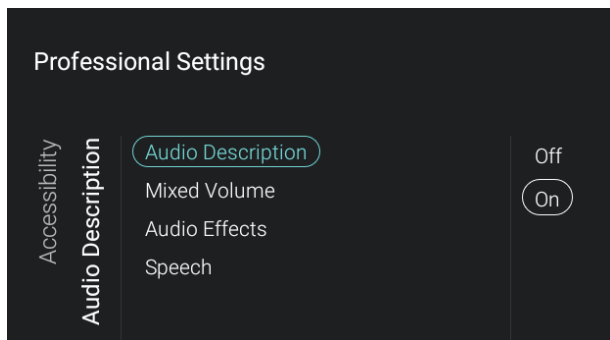 Professional Settings
Accessibility
Audio Description
Audio Description
Mixed Volume
Audio Effects
Speech
Off
On